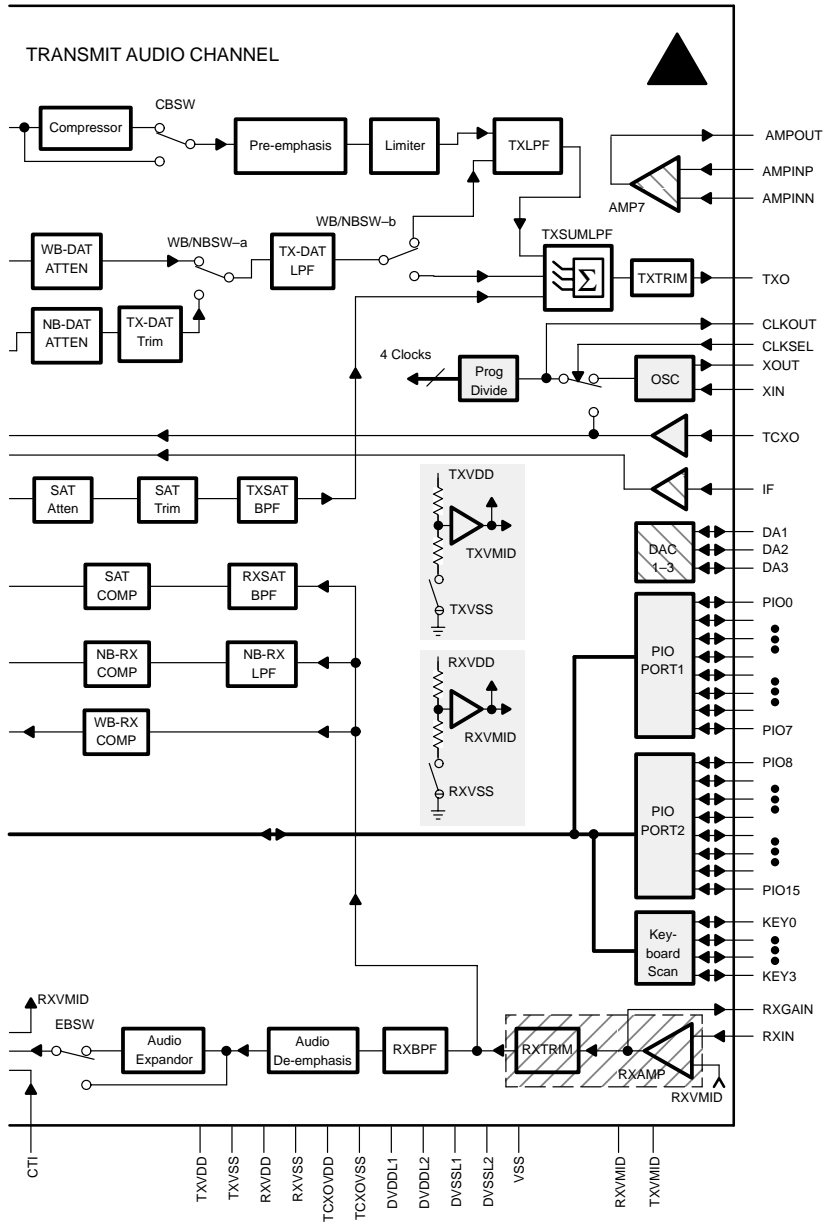 TRANSMIT AUDIO CHANNEL
CBSW
Compressor
Pre-emphasis
Limiter
TXLPF
AMPOUT
AMPINP
AMPINN
AMP7
WB/NBSW–b
WB/NBSW–a
WB-DAT
ATTEN
TX-DAT
LPF
TXSUMLPF
Σ
TXTRIM
TXO
NB-DAT
ATTEN
TX-DAT
Trim
CLKOUT
CLKSEL
4 Clocks
Prog
Divide
OSC
XOUT
XIN
TCXO
IF
SAT
Atten
SAT
Trim
TXSAT
BPF
TXVDD
TXVMID
TXVSS
DAC
1–3
DA1
DA2
DA3
SAT
COMP
RXSAT
BPF
NB-RX
COMP
NB-RX
LPF
WB-RX
COMP
RXVDD
RXVMID
RXVSS
PIO
PORT1
PIO0
PIO7
PIO
PORT2
PIO8
PIO15
Key-
board
Scan
KEY0
KEY3
RXVMID
EBSW
Audio
Expandor
Audio
De-emphasis
RXBPF
RXTRIM
RXAMP
RXGAIN
RXIN
RXVMID
CTI
TXVDD
TXVSS
RXVDD
RXVSS
TCXOVDD
TCXOVSS
DVDDL1
DVDDL2
DVSSL1
DVSSL2
VSS
RXVMID
TXVMID